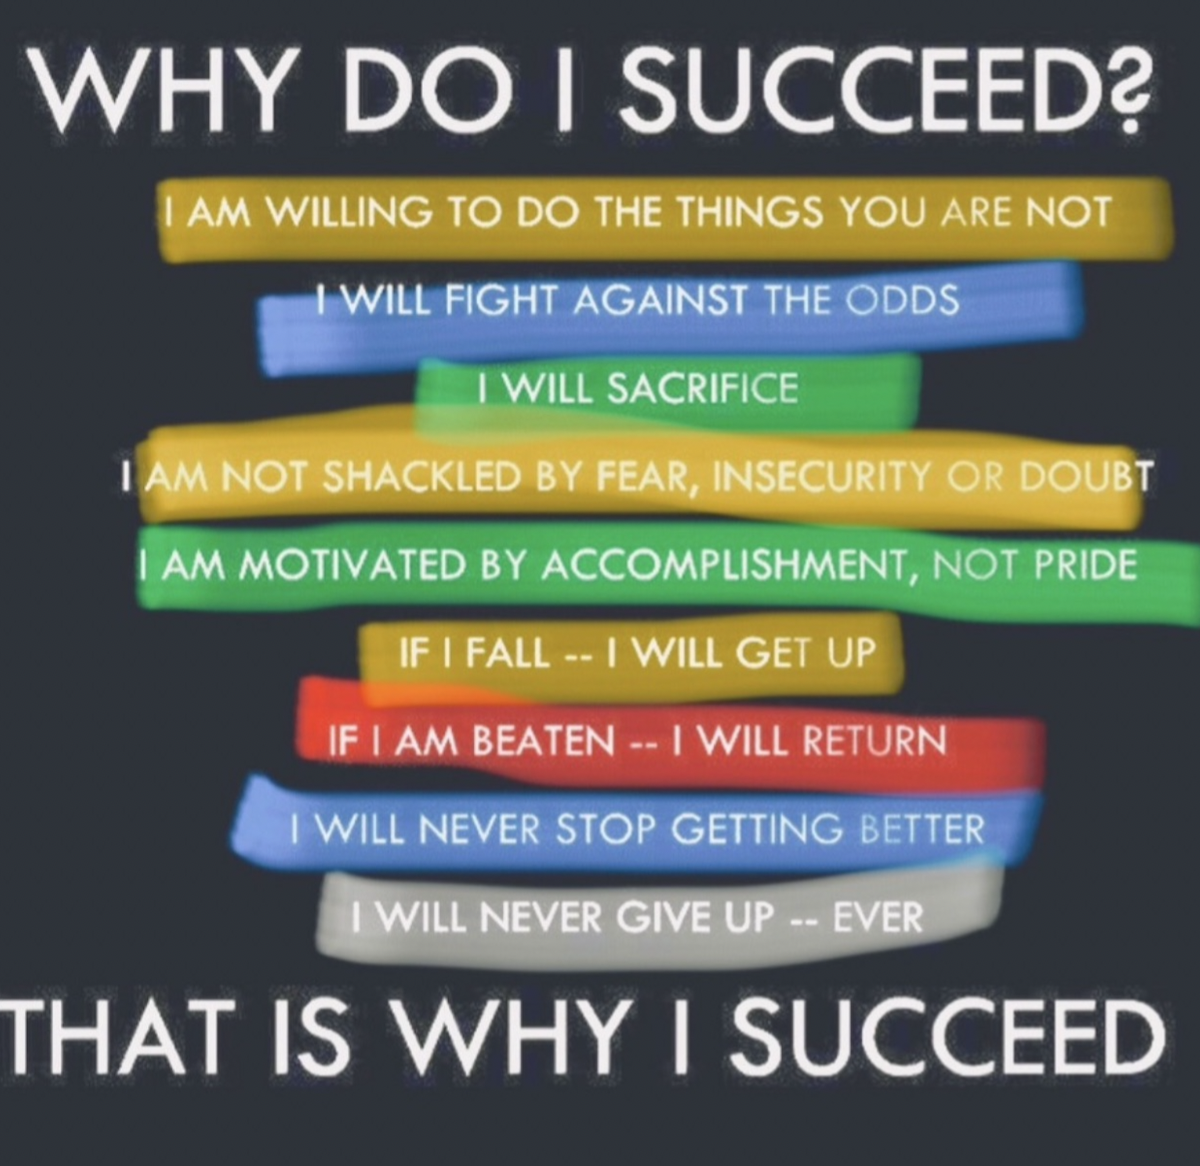 WHY DO I SUCCEED?
I AM WILLING TO DO THE THINGS YOU ARE NOT
I WILL FIGHT AGAINST THE ODDS
I WILL SACRIFICE
I AM NOT SHACKLED BY FEAR, INSECURITY OR DOUBT
I AM MOTIVATED BY ACCOMPLISHMENT, NOT PRIDE
IF I FALL -- I WILL GET UP
IF I AM BEATEN -- I WILL RETURN
I WILL NEVER STOP GETTING BETTER
I WILL NEVER GIVE UP -- EVER
THAT IS WHY I SUCCEED